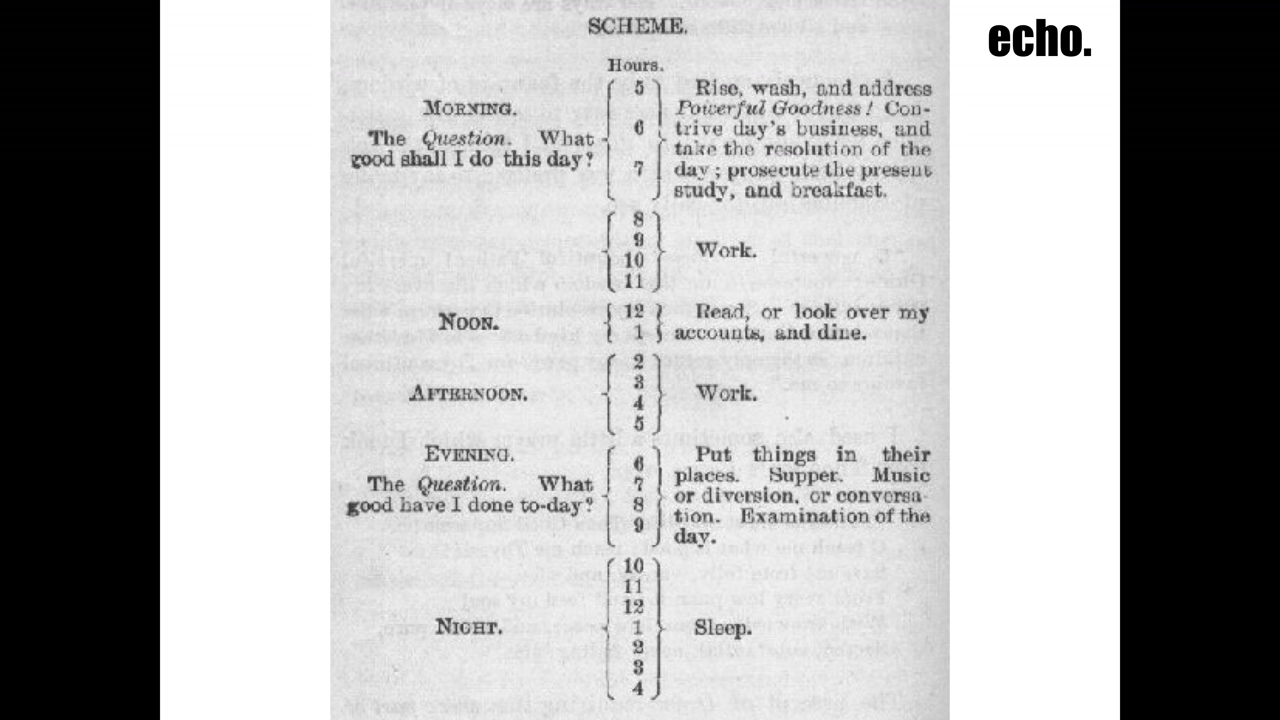 echo.
SCHEME.
Hours.
MORNING.
The Question. What
good shall I do this day?
5
6
7
Rise, wash, and address
Powerful Goodness! Con-
trive day's business, and
take the resolution of the
day; prosecute the present
study, and breakfast.
8
9
10
11
Work.
NOON.
12
1
Read, or look over my
accounts, and dine.
AFTERNOON.
2
3
4
5
Work.
EVENING.
The Question. What
good have I done to-day?
6
7
8
9
Put things in their
places. Supper. Music
or diversion, or conversa-
tion. Examination of the
day.
NIGHT.
10
11
12
1
2
3
4
Sleep.